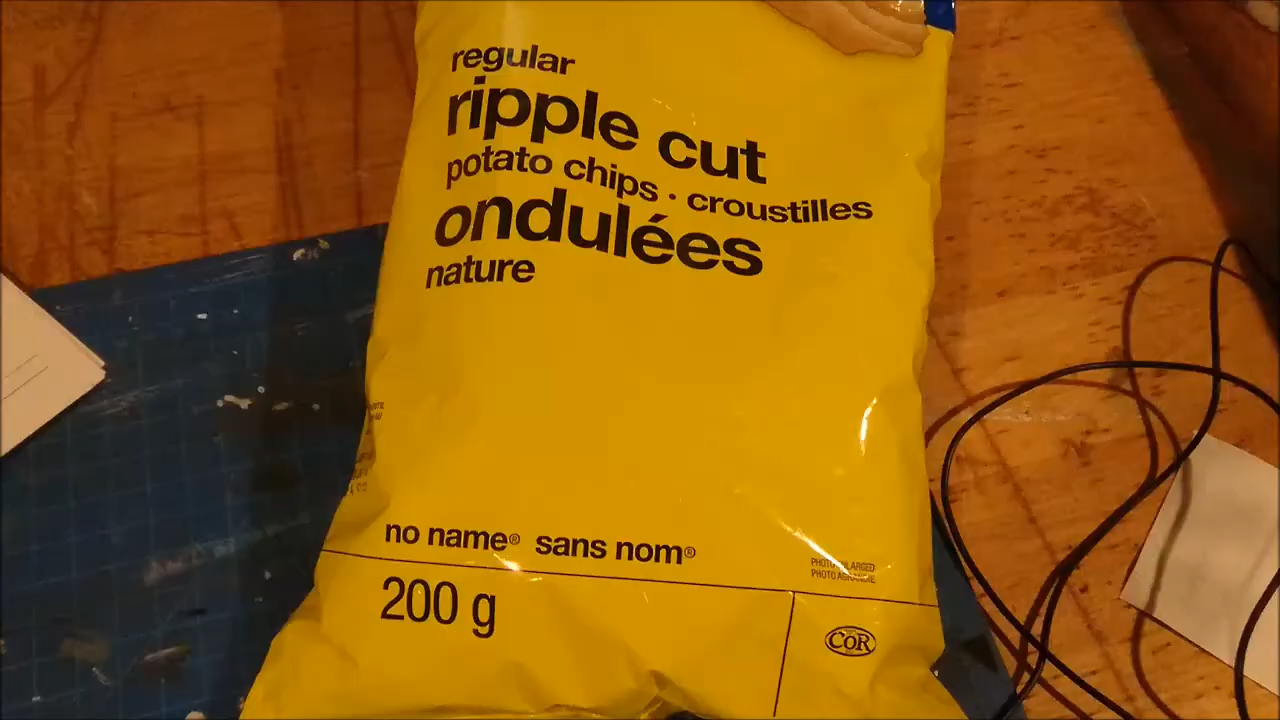 regular
ripple cut
potato chips · croustilles
ondulées
nature
no name® sans nom®
PHOTO ENLARGED
PHOTO AGRANDIE
200 g
COR